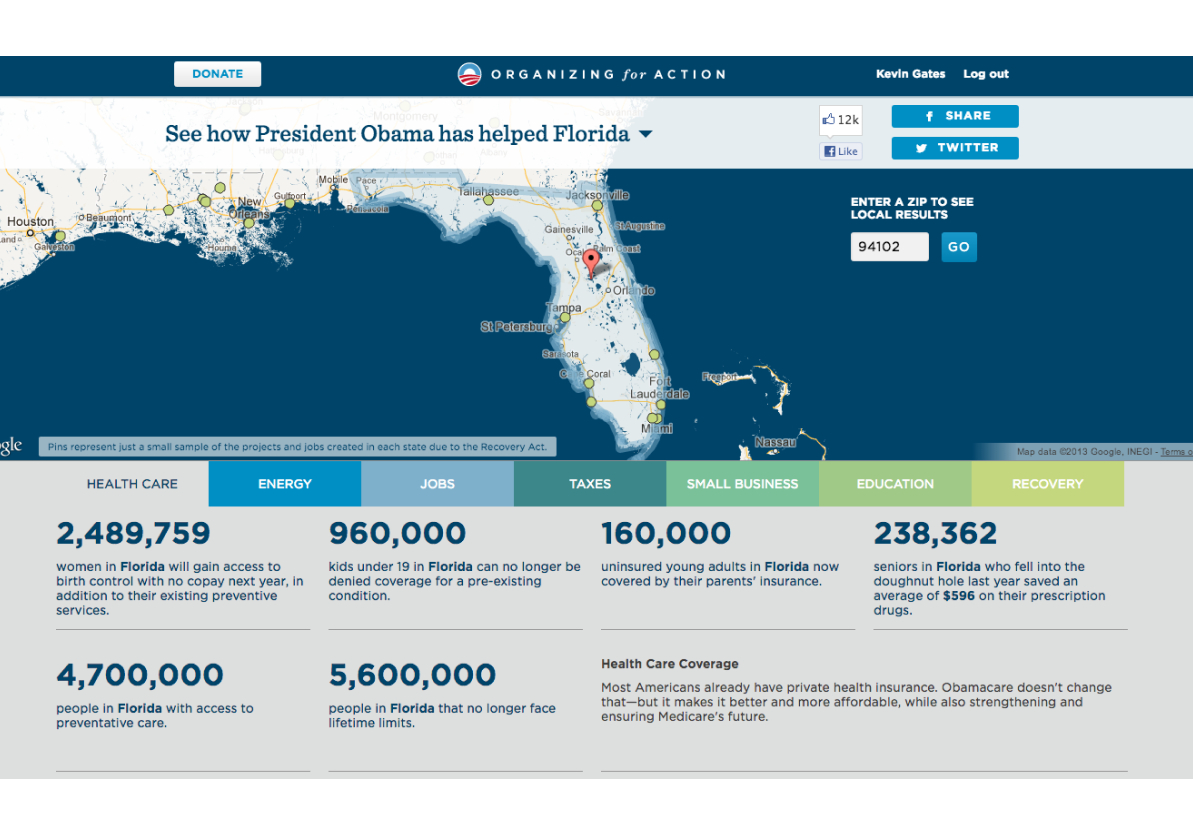 DONATE
ORGANIZING for ACTION
Kevin Gates Log out
See how President Obama has helped Florida
12k
Like
SHARE
TWITTER
ENTER A ZIP TO SEE
LOCAL RESULTS
94102 GO
Montgomery
Mobile
Pace
Pensacola
Tallahassee
Jacksonville
St Augustine
Gainesville
Palm Coast
Orlando
Tampa
St Petersburg
Sarasota
Coral
Fort
Lauderdale
Miami
Freeport
Nassau
Houston
Beaumont
Galveston
New
Orleans
Gulfport
Houma
Pins represent just a small sample of the projects and jobs created in each state due to the Recovery Act.
Map data ©2013 Google, INEGI - Terms o
HEALTH CARE ENERGY JOBS TAXES SMALL BUSINESS EDUCATION RECOVERY
2,489,759
women in Florida will gain access to
birth control with no copay next year, in
addition to their existing preventive
services.
960,000
kids under 19 in Florida can no longer be
denied coverage for a pre-existing
condition.
160,000
uninsured young adults in Florida now
covered by their parents' insurance.
238,362
seniors in Florida who fell into the
doughnut hole last year saved an
average of $596 on their prescription
drugs.
4,700,000
people in Florida with access to
preventative care.
5,600,000
people in Florida that no longer face
lifetime limits.
Health Care Coverage
Most Americans already have private health insurance. Obamacare doesn't change
that—but it makes it better and more affordable, while also strengthening and
ensuring Medicare's future.